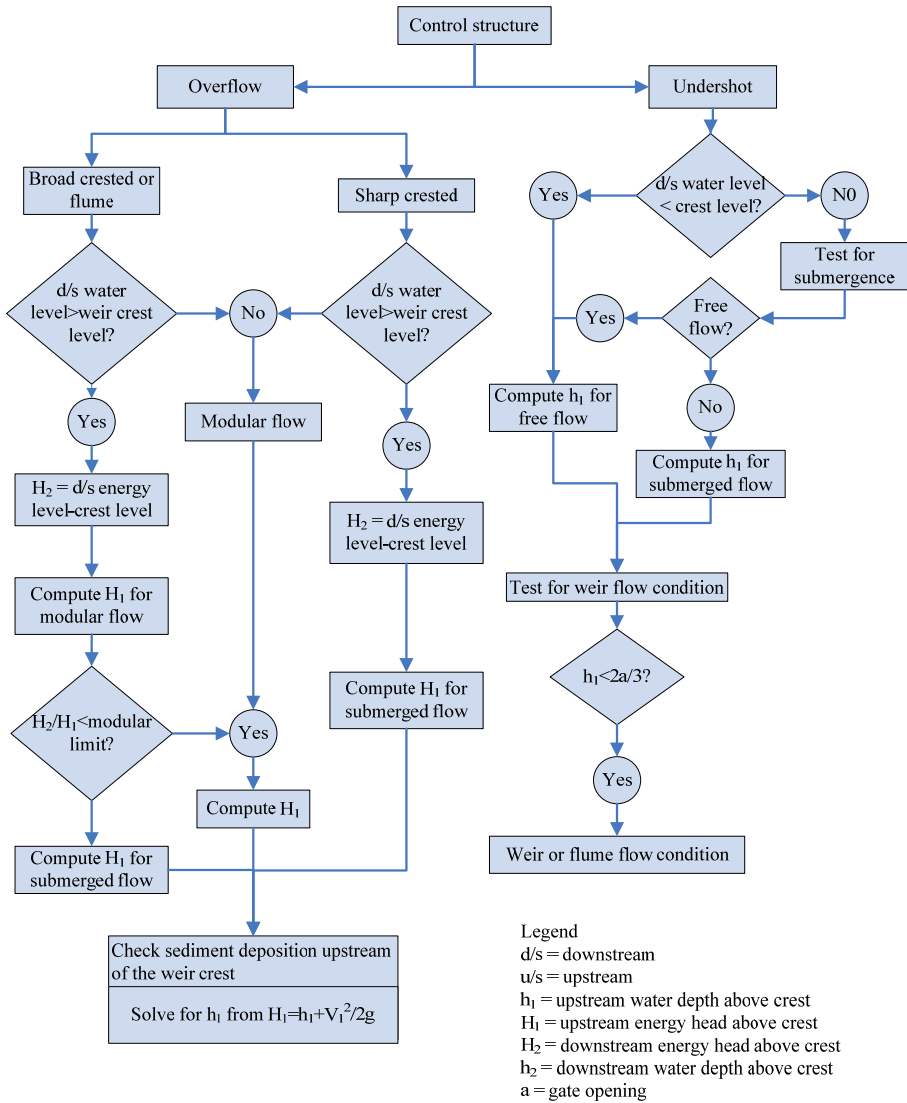 Control structure
Overflow
Undershot
Broad crested or
flume
Sharp crested
Yes
d/s water level
< crest level?
N0
Test for
submergence
d/s water
level>weir crest
level?
No
d/s water
level>weir crest
level?
Yes
Free
flow?
Yes
Modular flow
Yes
Compute h₁ for
free flow
No
H₂ = d/s energy
level-crest level
H₂ = d/s energy
level-crest level
Compute h₁ for
submerged flow
Compute H₁ for
modular flow
Test for weir flow condition
H₂/H₁<modular
limit?
Yes
Compute H₁ for
submerged flow
h₁<2a/3?
Compute H₁
Yes
Compute H₁ for
submerged flow
Weir or flume flow condition
Check sediment deposition upstream
of the weir crest
Solve for h₁ from H₁=h₁+V₁²/2g
Legend
d/s = downstream
u/s = upstream
h₁ = upstream water depth above crest
H₁ = upstream energy head above crest
H₂ = downstream energy head above crest
h₂ = downstream water depth above crest
a = gate opening